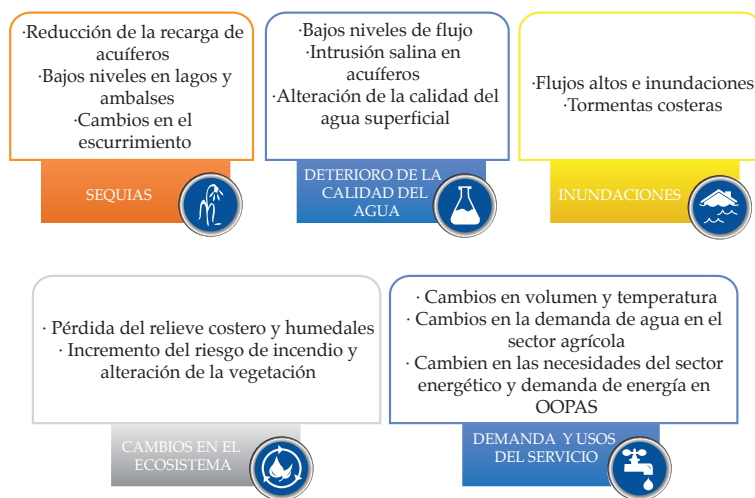 ·Reducción de la recarga de
acuíferos
·Bajos niveles en lagos y
ambalses
·Cambios en el
escurrimiento
SEQUIAS
·Bajos niveles de flujo
·Intrusión salina en
acuíferos
·Alteración de la calidad del
agua superficial
DETERIORO DE LA
CALIDAD DEL
AGUA
·Flujos altos e inundaciones
·Tormentas costeras
INUNDACIONES
· Pérdida del relieve costero y humedales
· Incremento del riesgo de incendio y
alteración de la vegetación
CAMBIOS EN EL
ECOSISTEMA
· Cambios en volumen y temperatura
· Cambios en la demanda de agua en el
sector agrícola
· Cambien en las necesidades del sector
energético y demanda de energía en
OOPAS
DEMANDA Y USOS
DEL SERVICIO